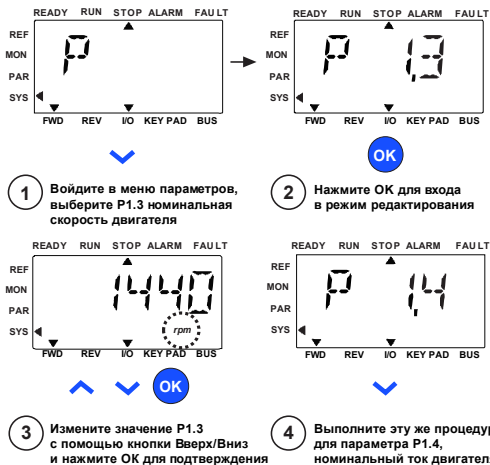 READY RUN STOP ALARM FAULT
REF
MON
PAR
SYS
P
FWD REV I/O KEYPAD BUS
1 Войдите в меню параметров,
выберите P1.3 номинальная
скорость двигателя
READY RUN STOP ALARM FAULT
REF
MON
PAR
SYS
P 1,3
FWD REV I/O KEYPAD BUS
OK
2 Нажмите OK для входа
в режим редактирования
READY RUN STOP ALARM FAULT
REF
MON
PAR
SYS
1440
rpm
FWD REV I/O KEYPAD BUS
OK
3 Измените значение P1.3
с помощью кнопки Вверх/Вниз
и нажмите ОК для подтверждения
READY RUN STOP ALARM FAULT
REF
MON
PAR
SYS
P 1,4
FWD REV I/O KEYPAD BUS
4 Выполните эту же процедур
для параметра P1.4,
номинальный ток двигател